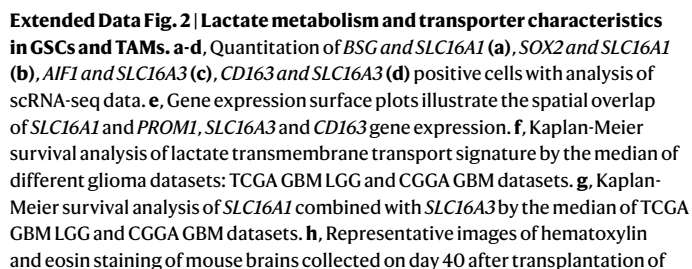 Extended Data Fig. 2 | Lactate metabolism and transporter characteristics
in GSCs and TAMs. a-d, Quantitation of BSG and SLC16A1 (a), SOX2 and SLC16A1
(b), AIF1 and SLC16A3 (c), CD163 and SLC16A3 (d) positive cells with analysis of
scRNA-seq data. e, Gene expression surface plots illustrate the spatial overlap
of SLC16A1 and PROM1, SLC16A3 and CD163 gene expression. f, Kaplan-Meier
survival analysis of lactate transmembrane transport signature by the median of
different glioma datasets: TCGA GBM LGG and CGGA GBM datasets. g, Kaplan-
Meier survival analysis of SLC16A1 combined with SLC16A3 by the median of TCGA
GBM LGG and CGGA GBM datasets. h, Representative images of hematoxylin
and eosin staining of mouse brains collected on day 40 after transplantation of